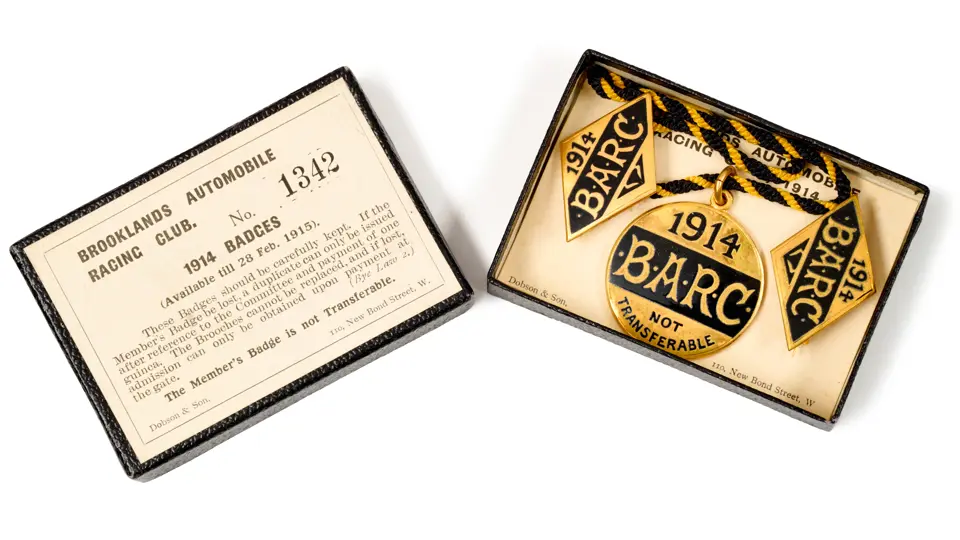 BROOKLANDS AUTOMOBILE
RACING CLUB. No. 1342
1914 BADGES
(Available till 28 Feb. 1915).
These Badges should be carefully kept. If the
Member's Badge be lost, a duplicate can only be issued
after reference to the Committee and payment of one
guinea. The Brooches cannot be replaced, and if lost,
admission can only be obtained upon payment at
the gate. (Bye Law 2.)
The Member's Badge is not Transferable.
Dobson & Son, 110, New Bond Street, W.
1914
B·A·R·C
1914
B·A·R·C
NOT
TRANSFERABLE
B·A·R·C
1914
AUTOMOBILE
RACING
1914
Dobson & Son,
110, New Bond Street, W